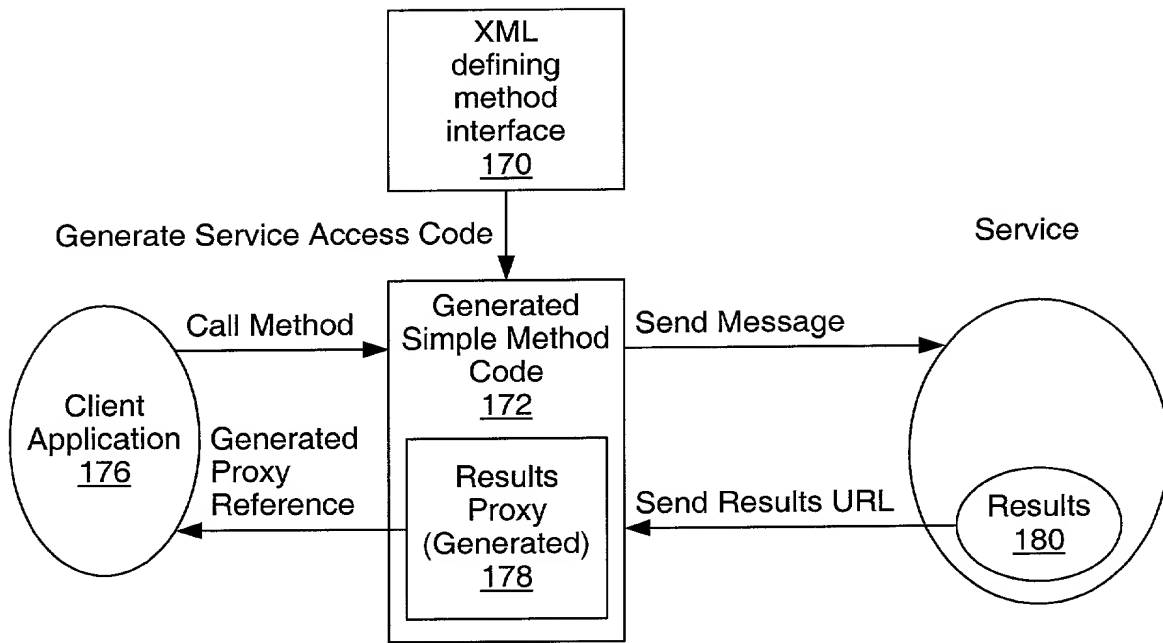 XML
defining
method
interface
170
Generate Service Access Code
Service
Call Method
Generated
Simple Method
Code
172
Send Message
Client
Application
176
Generated
Proxy
Reference
Results
Proxy
(Generated)
178
Send Results URL
Results
180